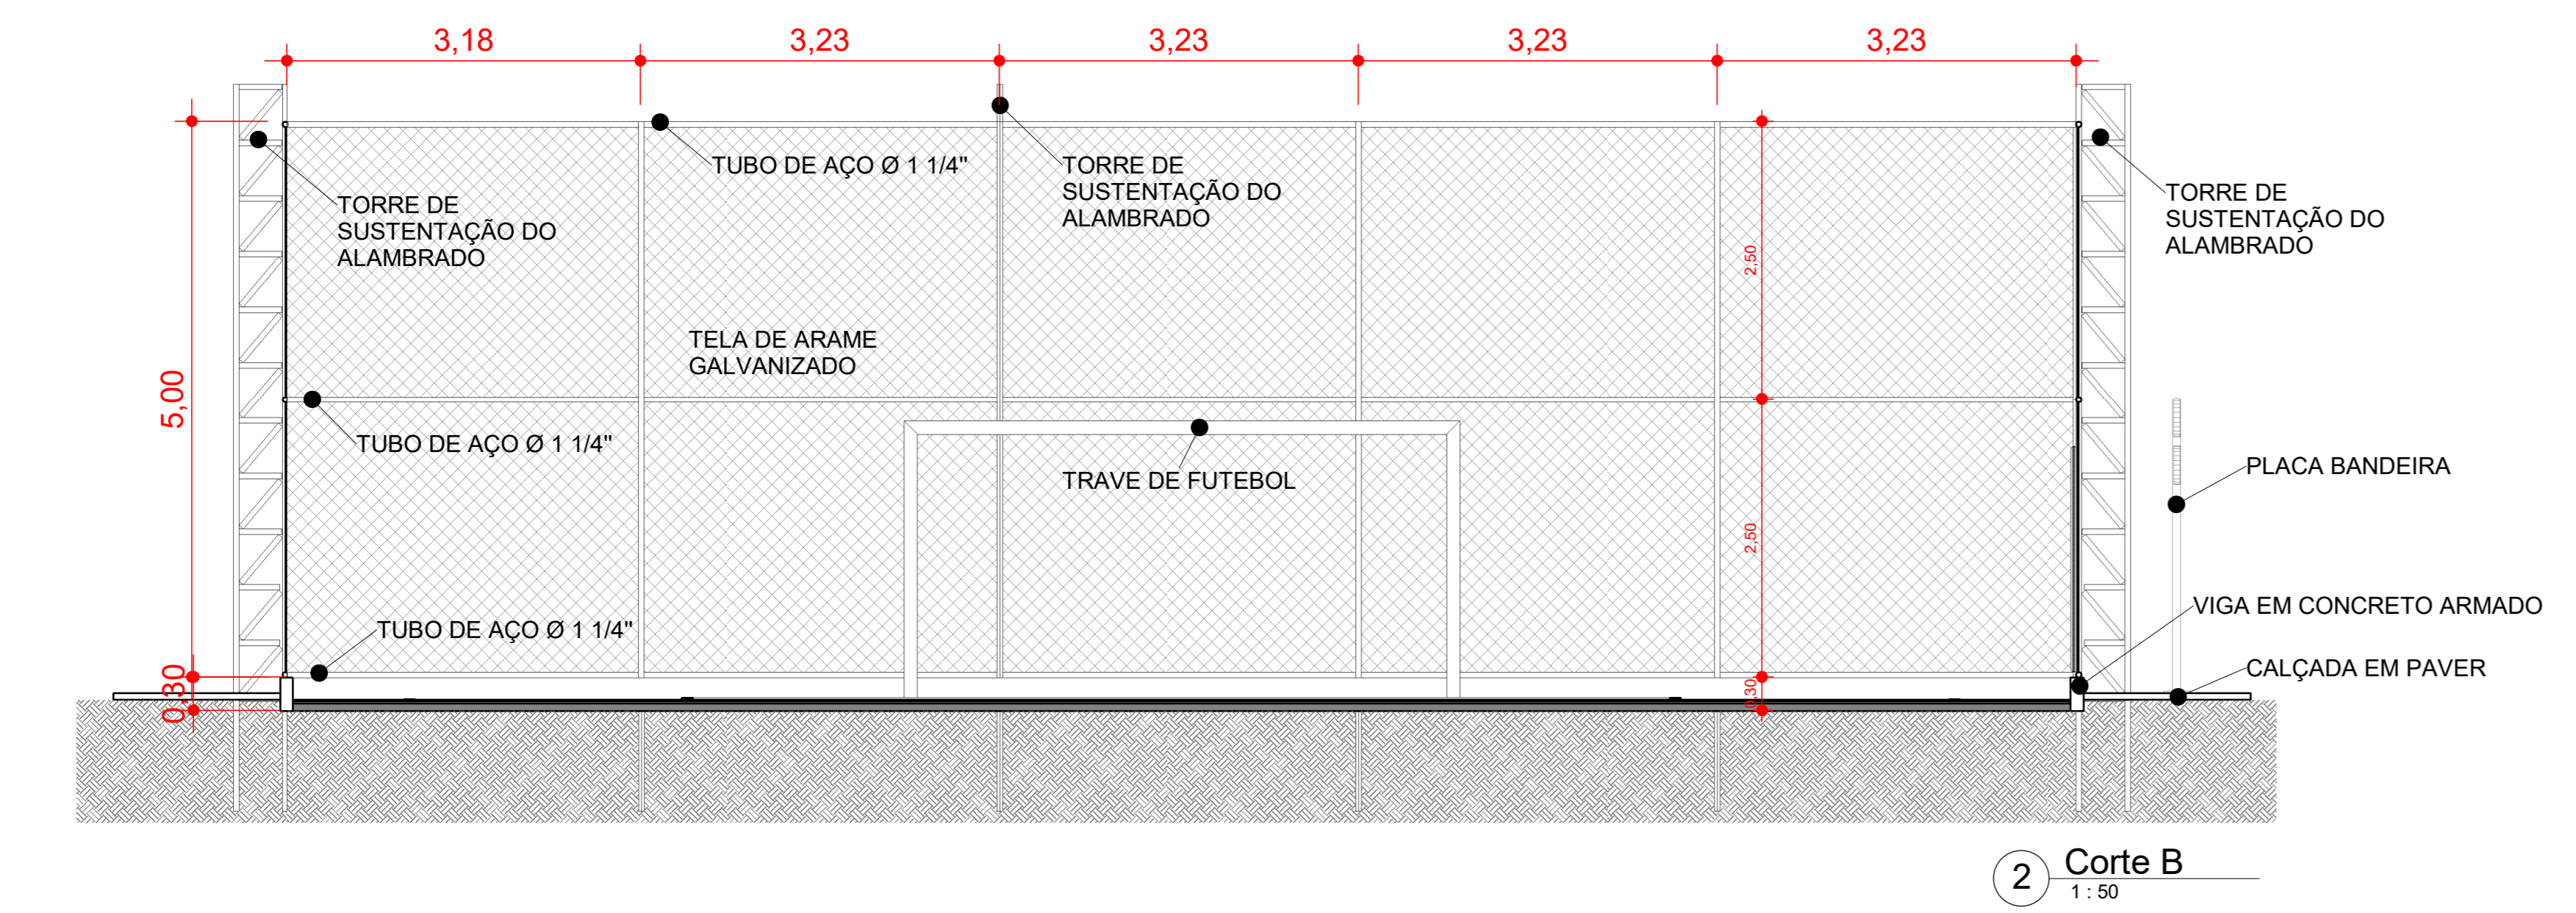 3,18
3,23
3,23
3,23
3,23
TUBO DE AÇO Ø 1 1/4"
TORRE DE
SUSTENTAÇÃO DO
ALAMBRADO
TORRE DE
SUSTENTAÇÃO DO
ALAMBRADO
TORRE DE
SUSTENTAÇÃO DO
ALAMBRADO
2,50
TELA DE ARAME
GALVANIZADO
5,00
TUBO DE AÇO Ø 1 1/4"
TRAVE DE FUTEBOL
PLACA BANDEIRA
2,50
VIGA EM CONCRETO ARMADO
TUBO DE AÇO Ø 1 1/4"
CALÇADA EM PAVER
0,30
0,30
2
Corte B
1 : 50